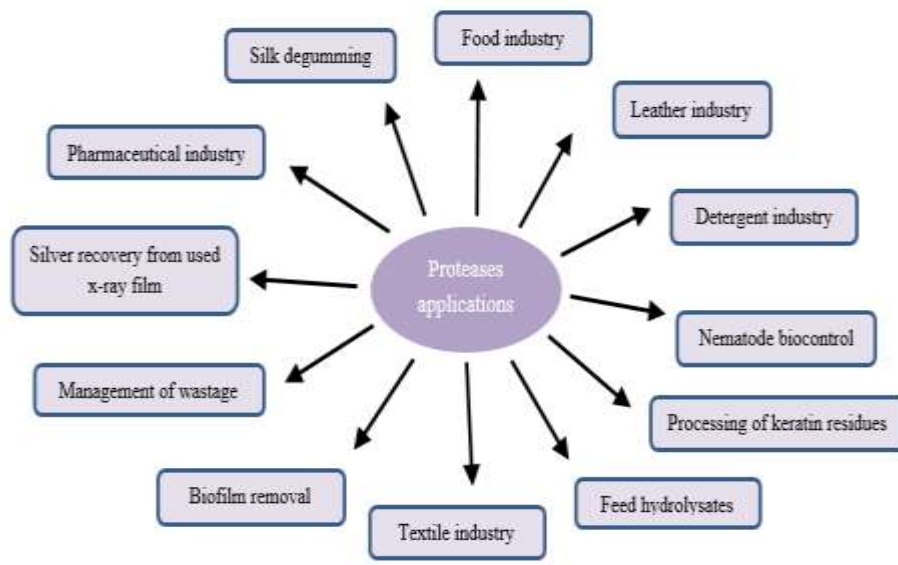 Food industry
Silk degumming
Leather industry
Pharmaceutical industry
Detergent industry
Silver recovery from used
x-ray film
Proteases
applications
Nematode biocontrol
Management of wastage
Processing of keratin residues
Biofilm removal
Feed hydrolysates
Textile industry